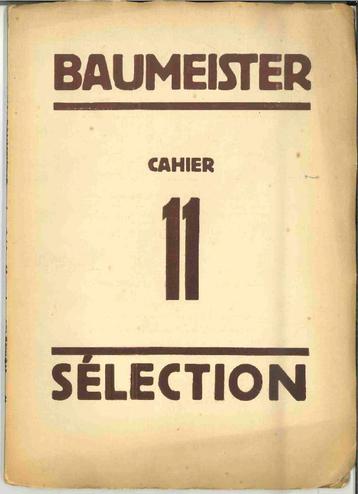 BAUMEISTER
CAHIER
11
SÉLECTION